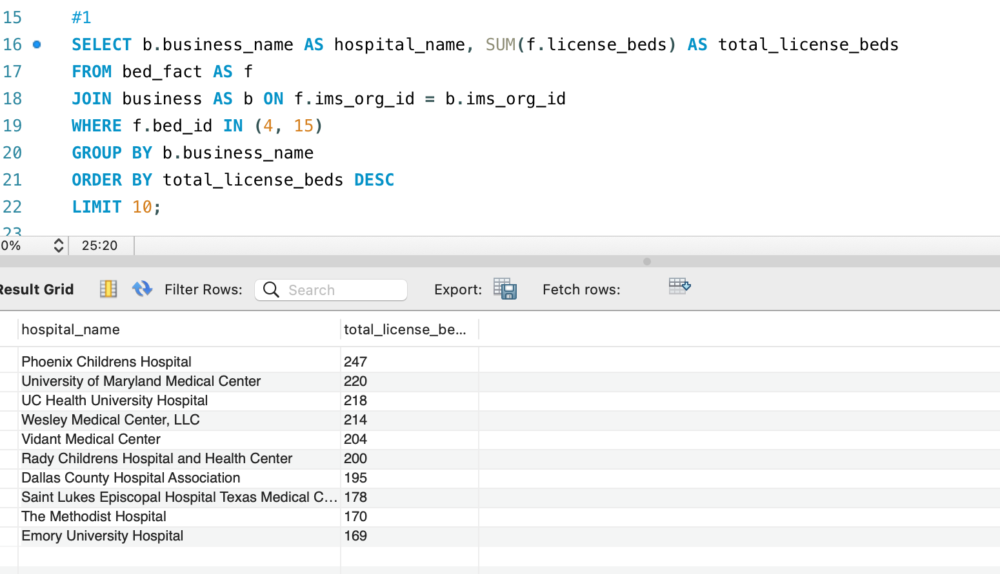 15 #1
16 SELECT b.business_name AS hospital_name, SUM(f.license_beds) AS total_license_beds
17 FROM bed_fact AS f
18 JOIN business AS b ON f.ims_org_id = b.ims_org_id
19 WHERE f.bed_id IN (4, 15)
20 GROUP BY b.business_name
21 ORDER BY total_license_beds DESC
22 LIMIT 10;
23
0% 25:20
Result Grid Filter Rows: Search Export: Fetch rows:
hospital_name total_license_be...
Phoenix Childrens Hospital 247
University of Maryland Medical Center 220
UC Health University Hospital 218
Wesley Medical Center, LLC 214
Vidant Medical Center 204
Rady Childrens Hospital and Health Center 200
Dallas County Hospital Association 195
Saint Lukes Episcopal Hospital Texas Medical C... 178
The Methodist Hospital 170
Emory University Hospital 169